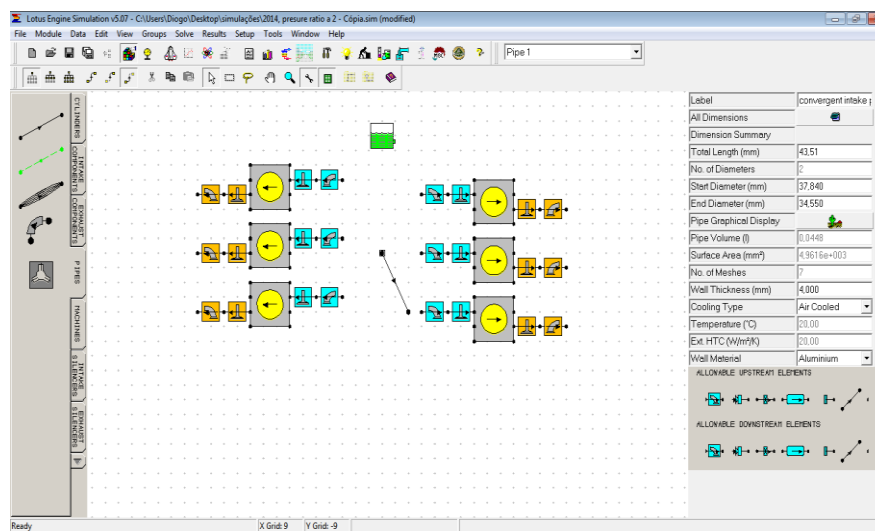 Lotus Engine Simulation v5.07 - C:\Users\Diogo\Desktop\simulações\2014, presure ratio a 2 - Cópia.sim (modified)
File Module Data Edit View Groups Solve Results Setup Tools Window Help
Pipe 1
CYLINDERS
INTAKE COMPONENTS
EXHAUST COMPONENTS
PIPES
MACHINES
INTAKE SILENCERS
EXHAUST SILENCERS
Label convergent intake
All Dimensions
Dimension Summary
Total Length (mm) 43,51
No. of Diameters 2
Start Diameter (mm) 37,840
End Diameter (mm) 34,550
Pipe Graphical Display
Pipe Volume (l) 0,0448
Surface Area (mm²) 4,9616e+003
No. of Meshes 7
Wall Thickness (mm) 4,000
Cooling Type Air Cooled
Temperature (°C) 20,00
Ext. HTC (W/m²/K) 20,00
Wall Material Aluminium
ALLOWABLE UPSTREAM ELEMENTS
ALLOWABLE DOWNSTREAM ELEMENTS
Ready X Grid: 9 Y Grid: -9